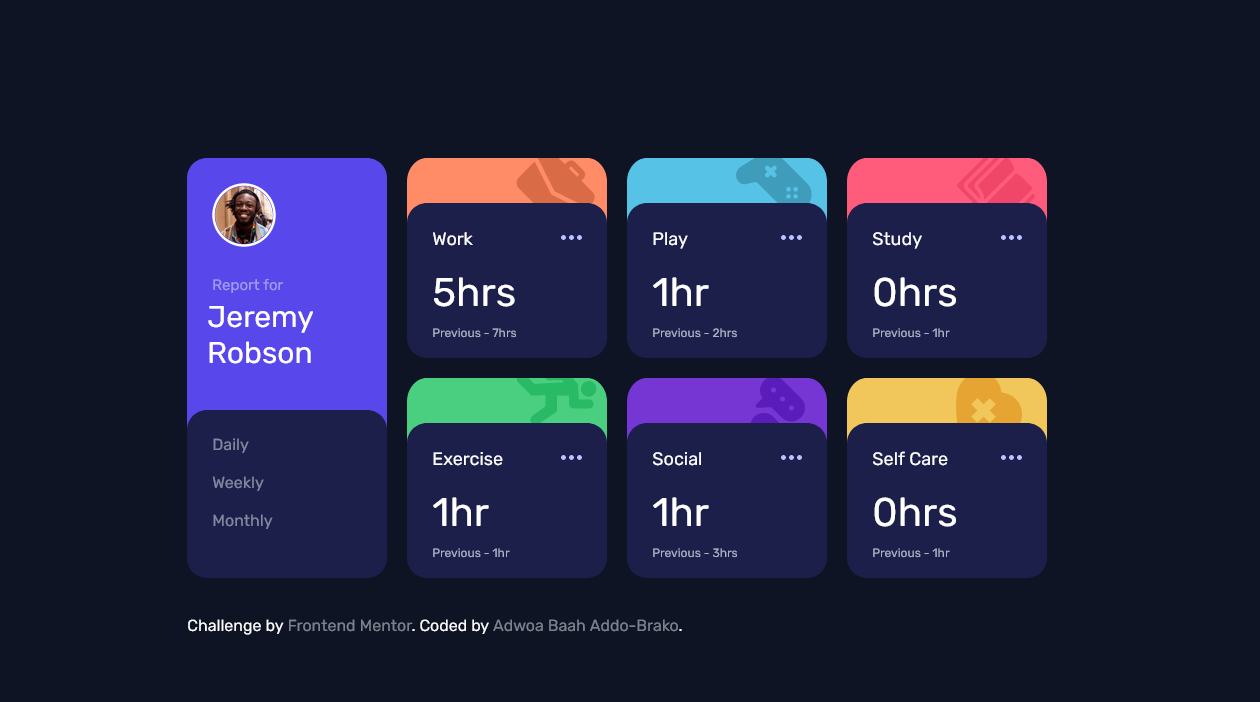 Report for
Jeremy
Robson
Daily
Weekly
Monthly
Work
5hrs
Previous - 7hrs
Play
1hr
Previous - 2hrs
Study
0hrs
Previous - 1hr
Exercise
1hr
Previous - 1hr
Social
1hr
Previous - 3hrs
Self Care
0hrs
Previous - 1hr
Challenge by Frontend Mentor. Coded by Adwoa Baah Addo-Brako.